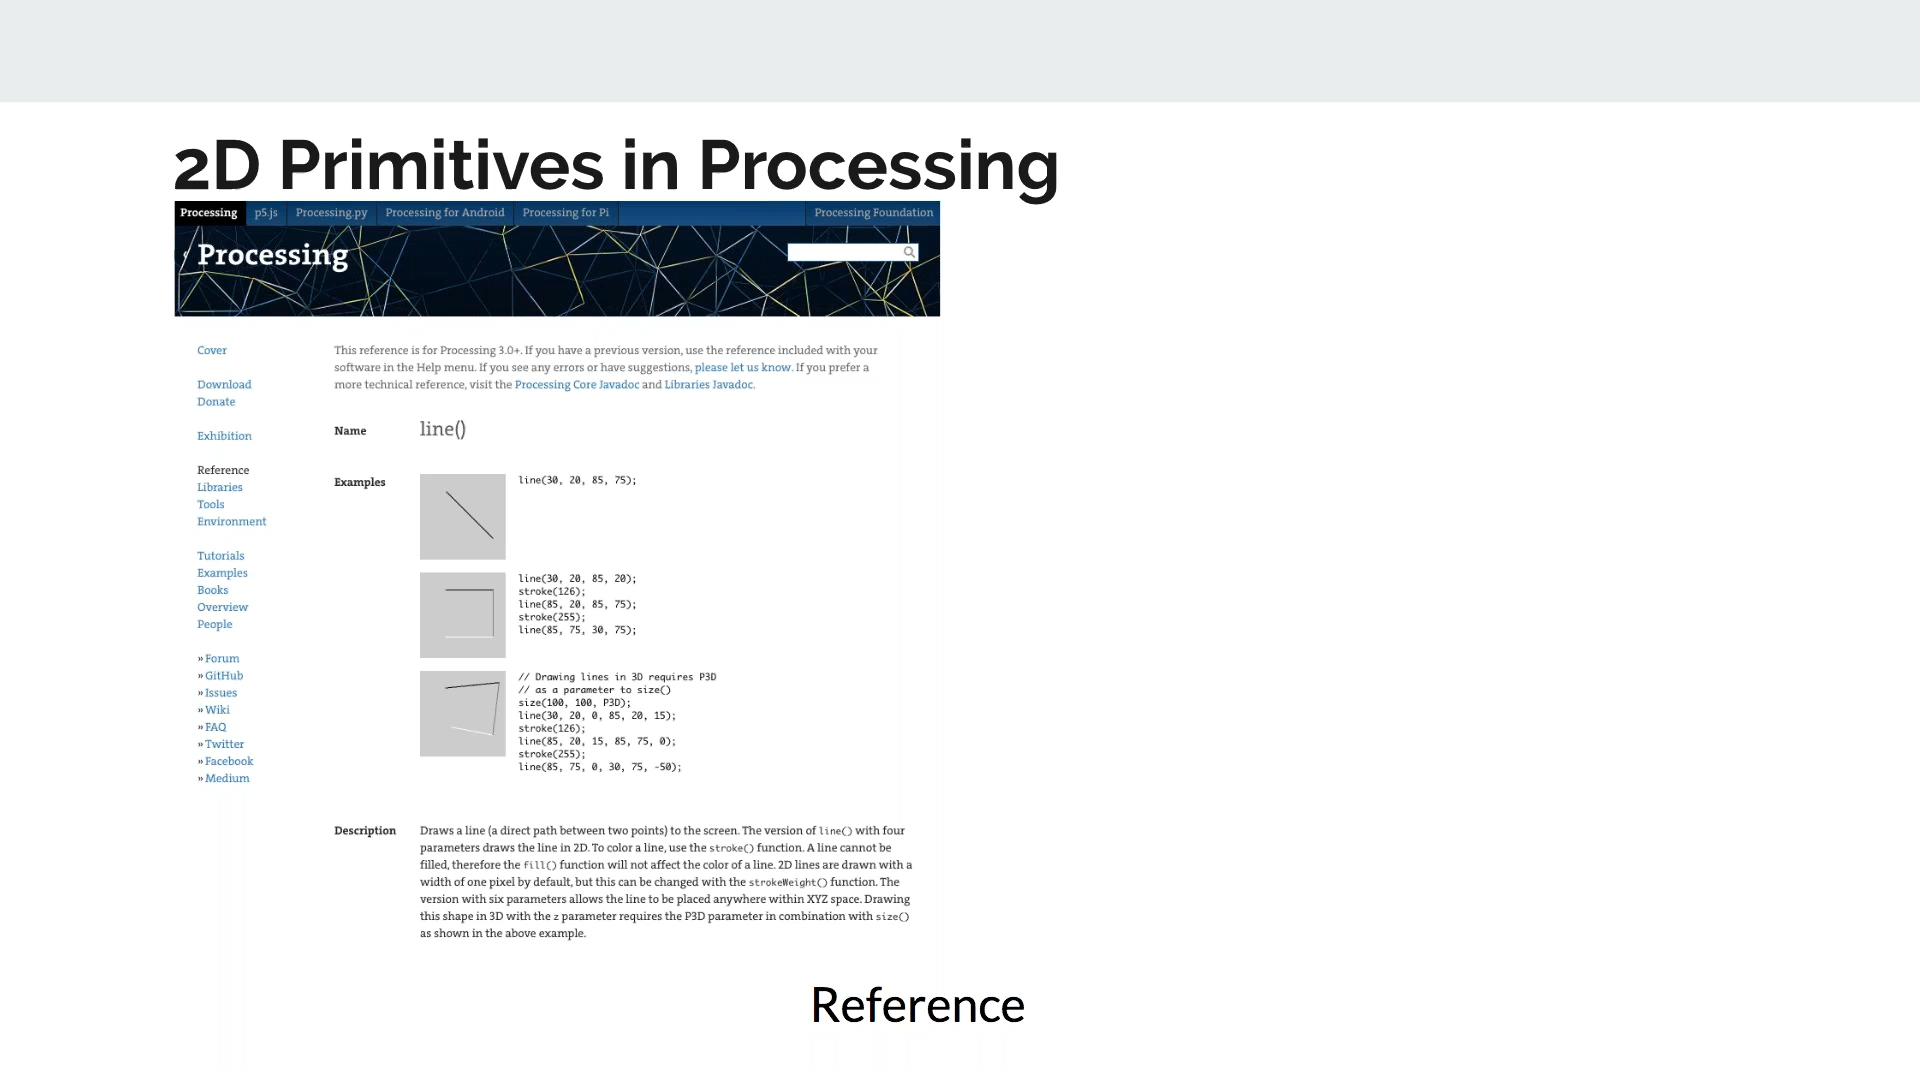 2D Primitives in Processing
Processing p5.js Processing.py Processing for Android Processing for Pi Processing Foundation
Processing
Cover
Download
Donate
Exhibition
Reference
Libraries
Tools
Environment
Tutorials
Examples
Books
Overview
People
» Forum
» GitHub
» Issues
» Wiki
» FAQ
» Twitter
» Facebook
» Medium
This reference is for Processing 3.0+. If you have a previous version, use the reference included with your
software in the Help menu. If you see any errors or have suggestions, please let us know. If you prefer a
more technical reference, visit the Processing Core Javadoc and Libraries Javadoc.
Name line()
Examples
line(30, 20, 85, 75);
line(30, 20, 85, 20);
stroke(126);
line(85, 20, 85, 75);
stroke(255);
line(85, 75, 30, 75);
// Drawing lines in 3D requires P3D
// as a parameter to size()
size(100, 100, P3D);
line(30, 20, 0, 85, 20, 15);
stroke(126);
line(85, 20, 15, 85, 75, 0);
stroke(255);
line(85, 75, 0, 30, 75, -50);
Description Draws a line (a direct path between two points) to the screen. The version of line() with four
parameters draws the line in 2D. To color a line, use the stroke() function. A line cannot be
filled, therefore the fill() function will not affect the color of a line. 2D lines are drawn with a
width of one pixel by default, but this can be changed with the strokeWeight() function. The
version with six parameters allows the line to be placed anywhere within XYZ space. Drawing
this shape in 3D with the z parameter requires the P3D parameter in combination with size()
as shown in the above example.
Reference